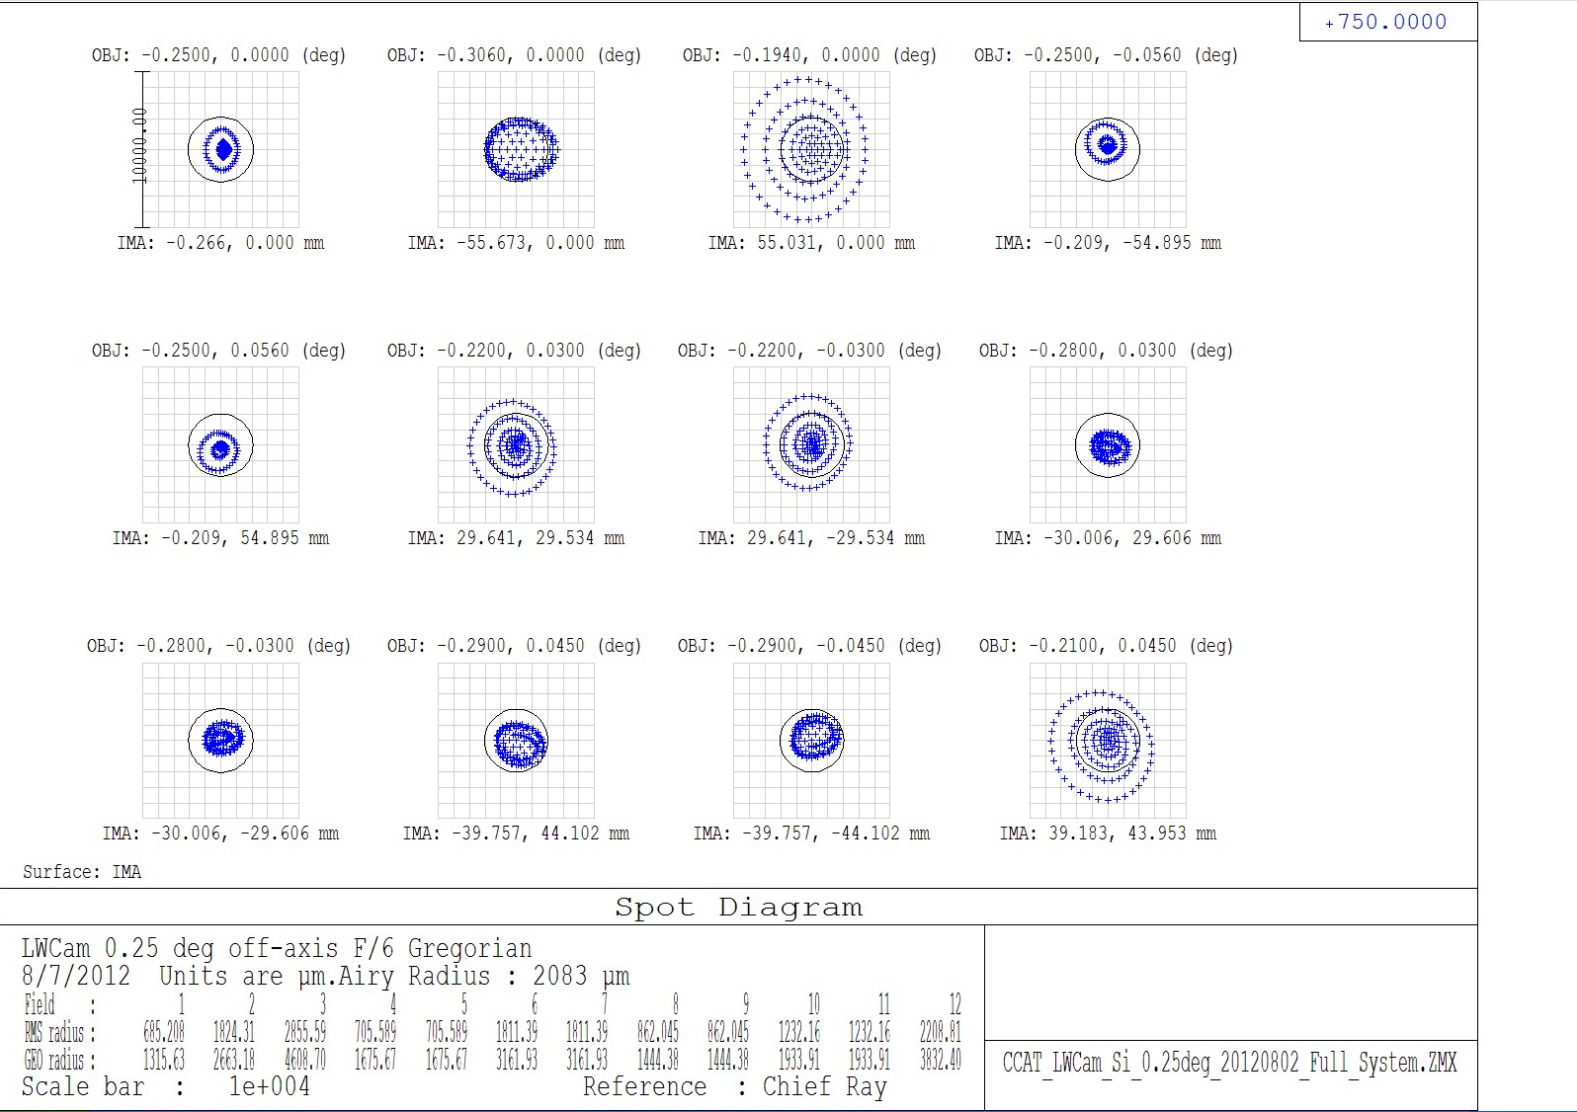 +750.0000
OBJ: -0.2500, 0.0000 (deg)
OBJ: -0.3060, 0.0000 (deg)
OBJ: -0.1940, 0.0000 (deg)
OBJ: -0.2500, -0.0560 (deg)
10000.00
IMA: -0.266, 0.000 mm
IMA: -55.673, 0.000 mm
IMA: 55.031, 0.000 mm
IMA: -0.209, -54.895 mm
OBJ: -0.2500, 0.0560 (deg)
OBJ: -0.2200, 0.0300 (deg)
OBJ: -0.2200, -0.0300 (deg)
OBJ: -0.2800, 0.0300 (deg)
IMA: -0.209, 54.895 mm
IMA: 29.641, 29.534 mm
IMA: 29.641, -29.534 mm
IMA: -30.006, 29.606 mm
OBJ: -0.2800, -0.0300 (deg)
OBJ: -0.2900, 0.0450 (deg)
OBJ: -0.2900, -0.0450 (deg)
OBJ: -0.2100, 0.0450 (deg)
IMA: -30.006, -29.606 mm
IMA: -39.757, 44.102 mm
IMA: -39.757, -44.102 mm
IMA: 39.183, 43.953 mm
Surface: IMA
Spot Diagram
LWCam 0.25 deg off-axis F/6 Gregorian
8/7/2012 Units are µm.Airy Radius : 2083 µm
Field : 1 2 3 4 5 6 7 8 9 10 11 12
RMS radius : 685.208 1824.31 2855.59 705.589 705.589 1811.39 1811.39 862.045 862.045 1232.16 1232.16 2208.81
GEO radius : 1315.63 2663.18 4608.70 1675.67 1675.67 3161.93 3161.93 1444.38 1444.38 1933.91 1933.91 3832.40
Scale bar : 1e+004 Reference : Chief Ray
CCAT_LWCam_Si_0.25deg_20120802_Full_System.ZMX